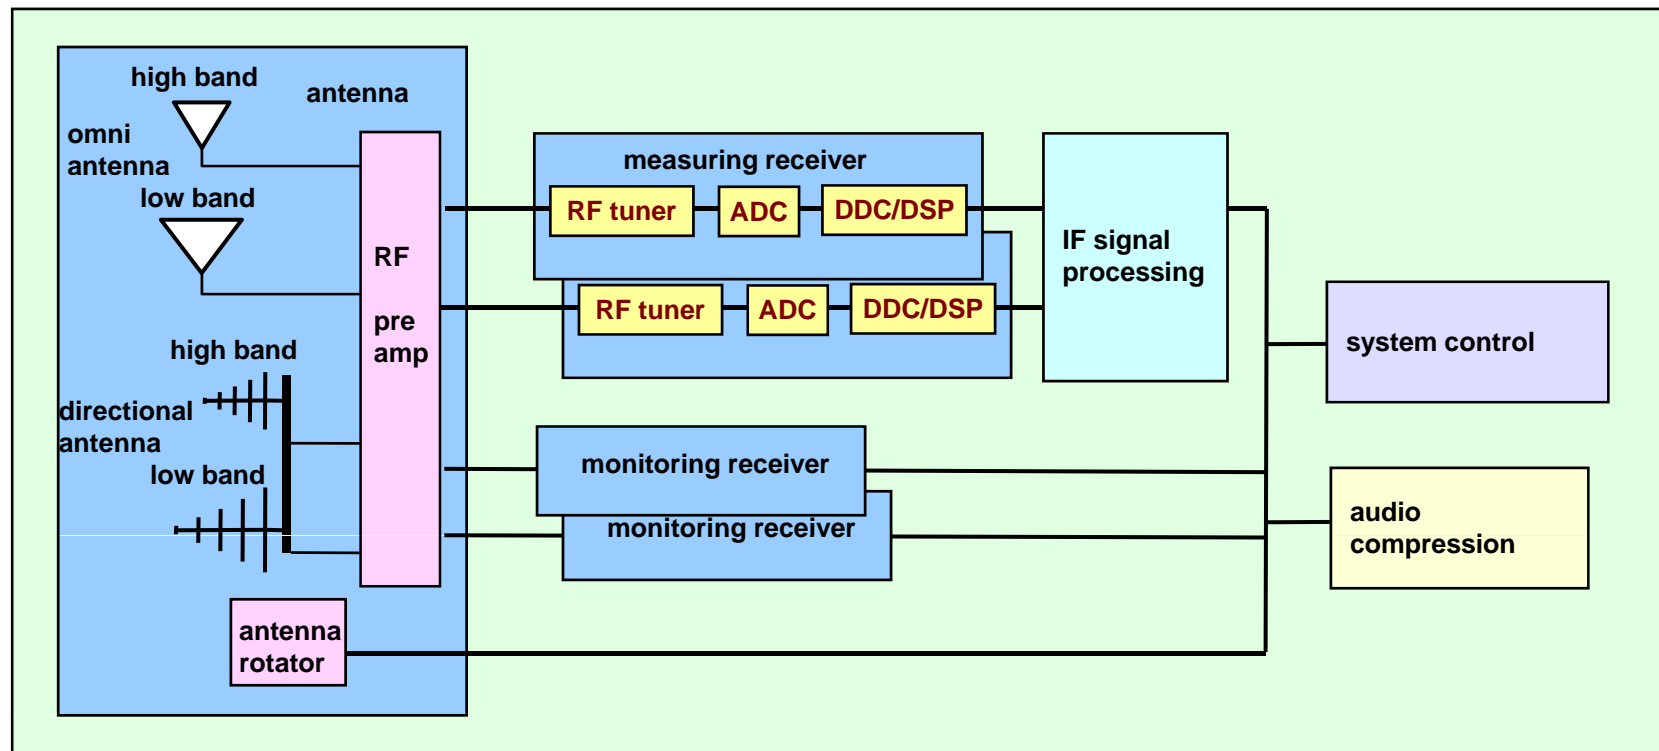 high band
antenna
omni
antenna
low band
RF
pre
amp
high band
directional
antenna
low band
antenna
rotator
measuring receiver
RF tuner
ADC
DDC/DSP
RF tuner
ADC
DDC/DSP
IF signal
processing
monitoring receiver
monitoring receiver
system control
audio
compression